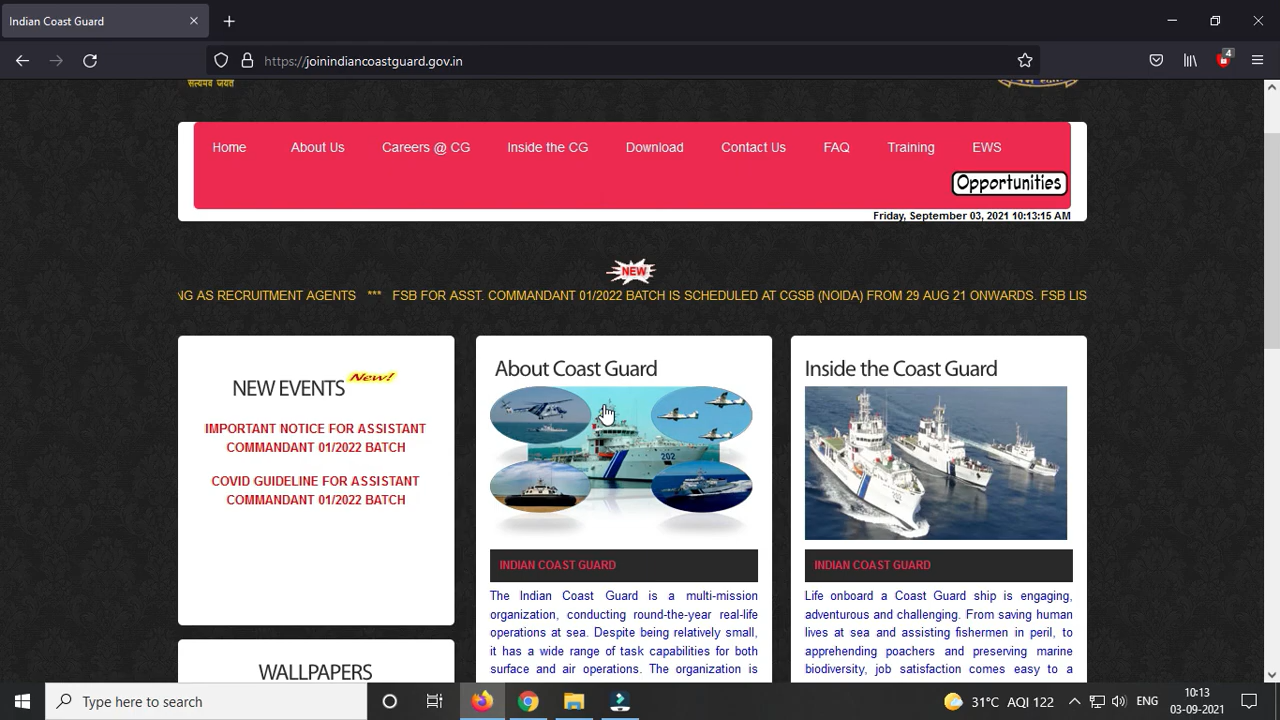 Indian Coast Guard
https://joinindiancoastguard.gov.in
4
सत्यमेव जयते
Home About Us Careers @ CG Inside the CG Download Contact Us FAQ Training EWS
Opportunities
Friday, September 03, 2021 10:13:15 AM
NEW
NG AS RECRUITMENT AGENTS *** FSB FOR ASST. COMMANDANT 01/2022 BATCH IS SCHEDULED AT CGSB (NOIDA) FROM 29 AUG 21 ONWARDS. FSB LIS
NEW EVENTS New!
IMPORTANT NOTICE FOR ASSISTANT
COMMANDANT 01/2022 BATCH
COVID GUIDELINE FOR ASSISTANT
COMMANDANT 01/2022 BATCH
WALLPAPERS
About Coast Guard
202
INDIAN COAST GUARD
The Indian Coast Guard is a multi-mission
organization, conducting round-the-year real-life
operations at sea. Despite being relatively small,
it has a wide range of task capabilities for both
surface and air operations. The organization is
Inside the Coast Guard
INDIAN COAST GUARD
Life onboard a Coast Guard ship is engaging,
adventurous and challenging. From saving human
lives at sea and assisting fishermen in peril, to
apprehending poachers and preserving marine
biodiversity, job satisfaction comes easy to a
Type here to search
31°C AQI 122
ENG
10:13
03-09-2021